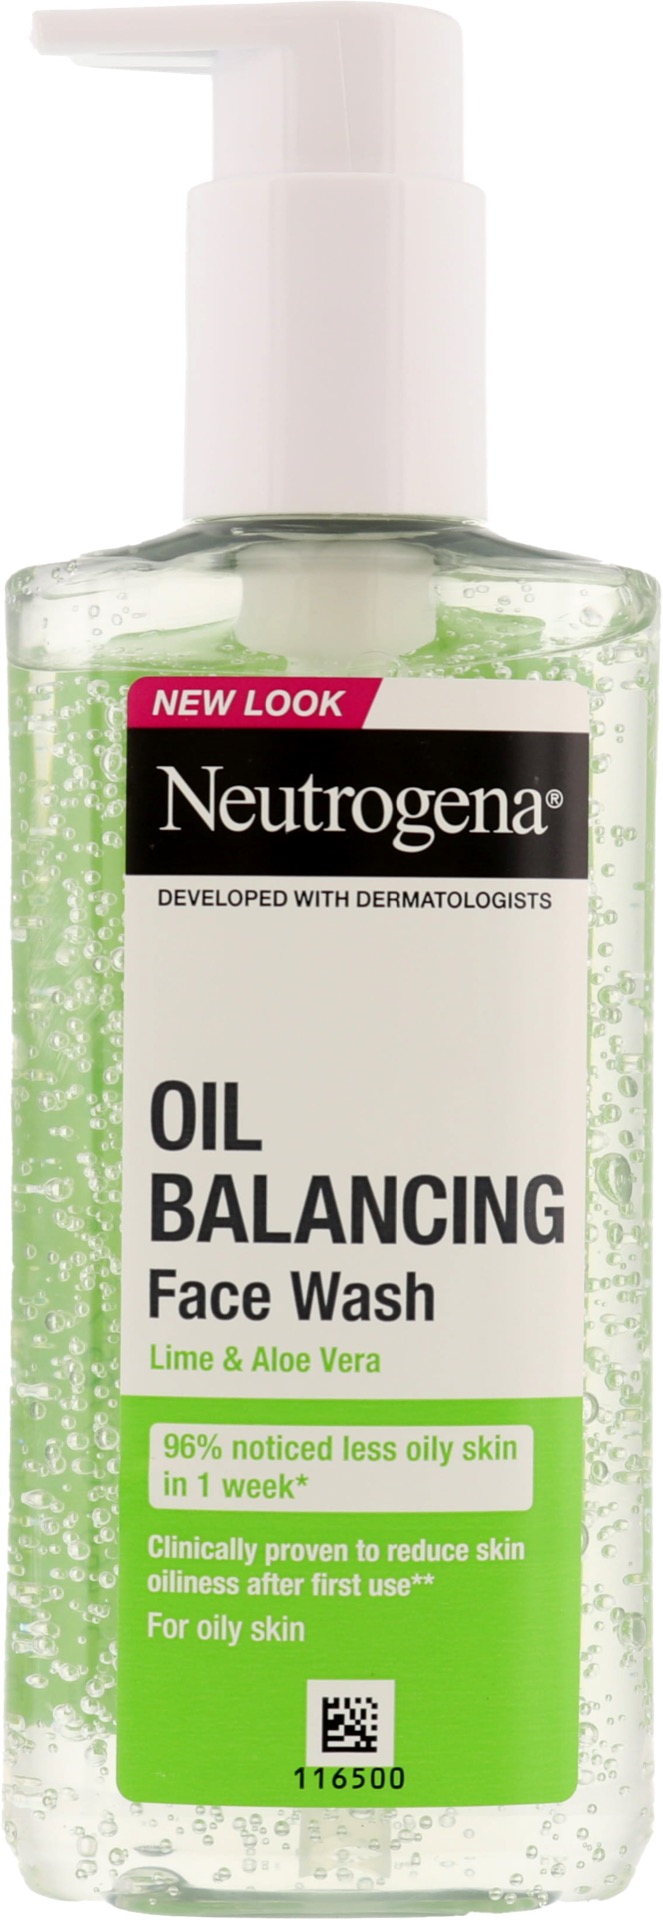 NEW LOOK
Neutrogena®
DEVELOPED WITH DERMATOLOGISTS
OIL
BALANCING
Face Wash
Lime & Aloe Vera
96% noticed less oily skin
in 1 week*
Clinically proven to reduce skin
oiliness after first use**
For oily skin
116500